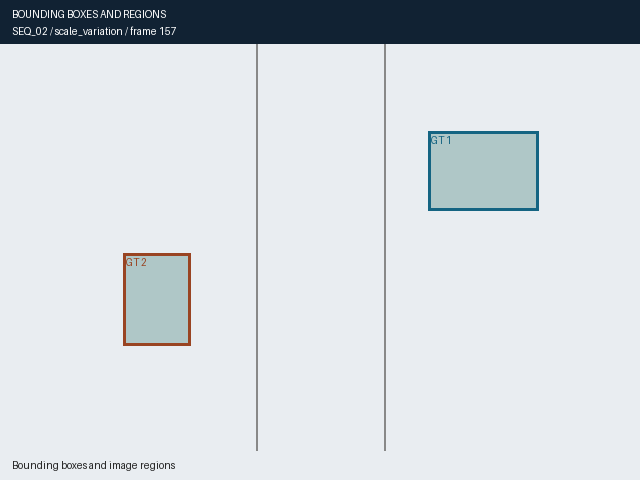 BOUNDING BOXES AND REGIONS
SEQ_02 / scale_variation / frame 157
GT1
GT2
Bounding boxes and image regions